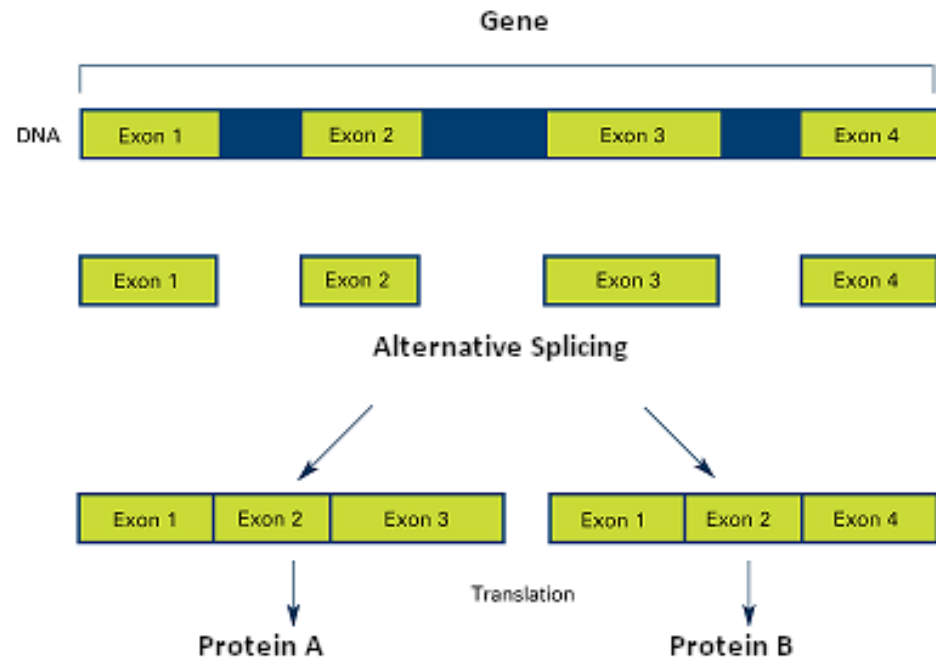 Gene
DNA Exon 1 Exon 2 Exon 3 Exon 4
Exon 1 Exon 2 Exon 3 Exon 4
Alternative Splicing
Exon 1 Exon 2 Exon 3 Exon 1 Exon 2 Exon 4
Translation
Protein A Protein B